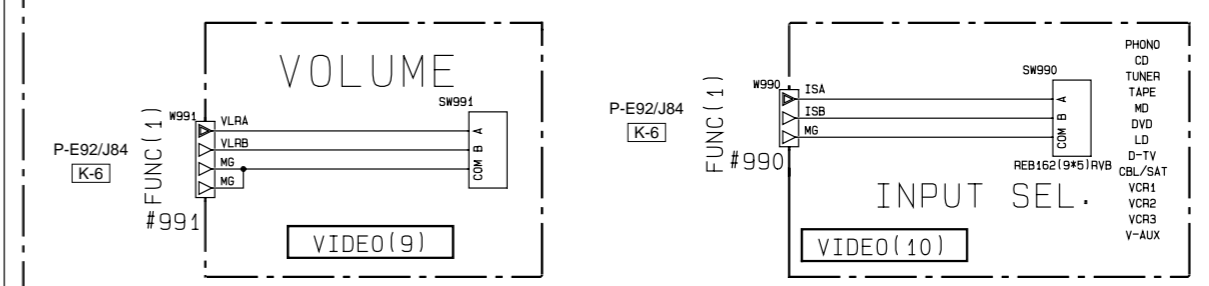 VOLUME
SW991
W991
VLRA
VLRB
MG
MG
A
B
COM
P-E92/J84
K-6
FUNC(1)
#991
VIDEO(9)
P-E92/J84
K-6
FUNC(1)
#990
W990
ISA
ISB
MG
SW990
A
B
COM
REB162(9*5)RVB
INPUT SEL.
VIDEO(10)
PHONO
CD
TUNER
TAPE
MD
DVD
LD
D-TV
CBL/SAT
VCR1
VCR2
VCR3
V-AUX